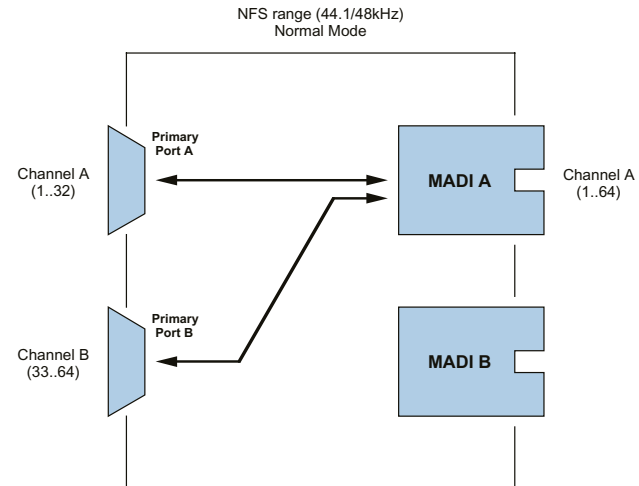 NFS range (44.1/48kHz)
Normal Mode
Primary
Port A
Channel A
(1..32)
MADI A
Channel A
(1..64)
Primary
Port B
Channel B
(33..64)
MADI B